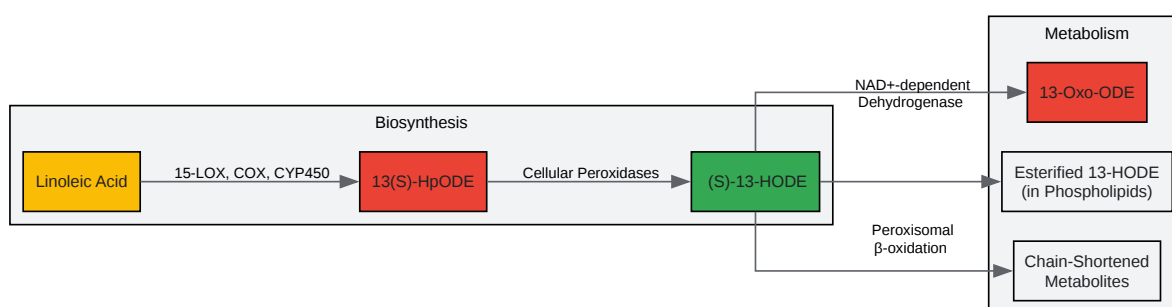 Metabolism
NAD+-dependent
Dehydrogenase
13-Oxo-ODE
Biosynthesis
Linoleic Acid
15-LOX, COX, CYP450
13(S)-HpODE
Cellular Peroxidases
(S)-13-HODE
Esterified 13-HODE
(in Phospholipids)
Peroxisomal
β-oxidation
Chain-Shortened
Metabolites